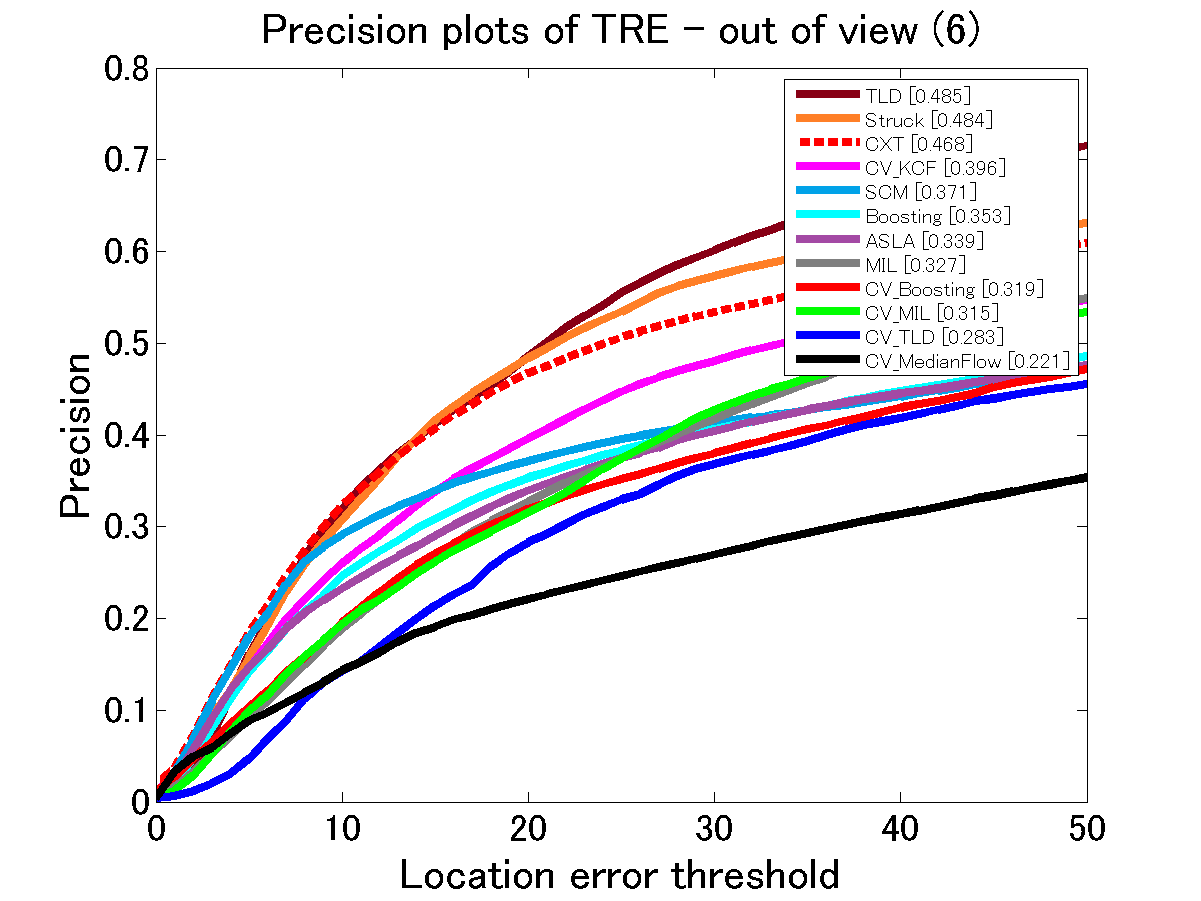 Precision plots of TRE − out of view (6)
0.8
0.7
0.6
0.5
0.4
0.3
0.2
0.1
0
Precision
TLD [0.485]
Struck [0.484]
CXT [0.468]
CV_KCF [0.396]
SCM [0.371]
Boosting [0.353]
ASLA [0.339]
MIL [0.327]
CV_Boosting [0.319]
CV_MIL [0.315]
CV_TLD [0.283]
CV_MedianFlow [0.221]
0 10 20 30 40 50
Location error threshold